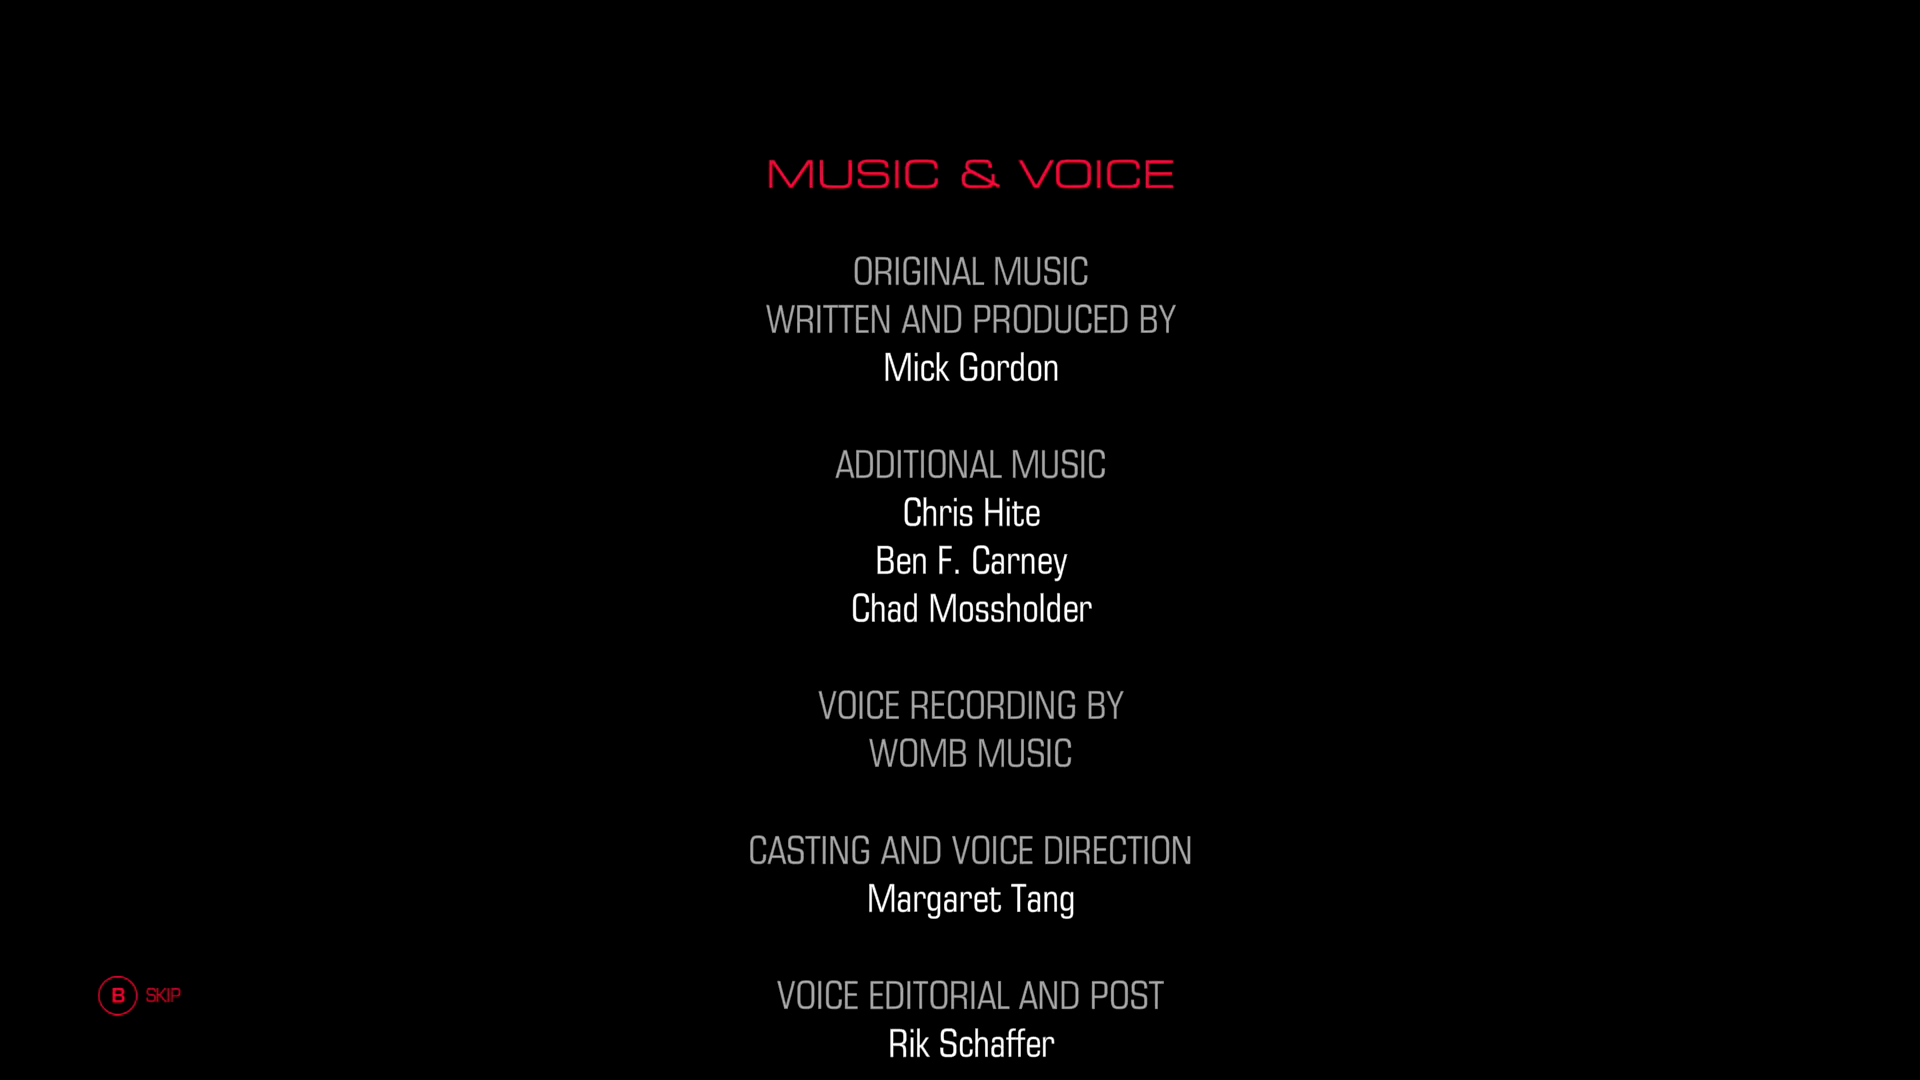 MUSIC & VOICE
ORIGINAL MUSIC
WRITTEN AND PRODUCED BY
Mick Gordon
ADDITIONAL MUSIC
Chris Hite
Ben F. Carney
Chad Mossholder
VOICE RECORDING BY
WOMB MUSIC
CASTING AND VOICE DIRECTION
Margaret Tang
VOICE EDITORIAL AND POST
Rik Schaffer
B SKIP